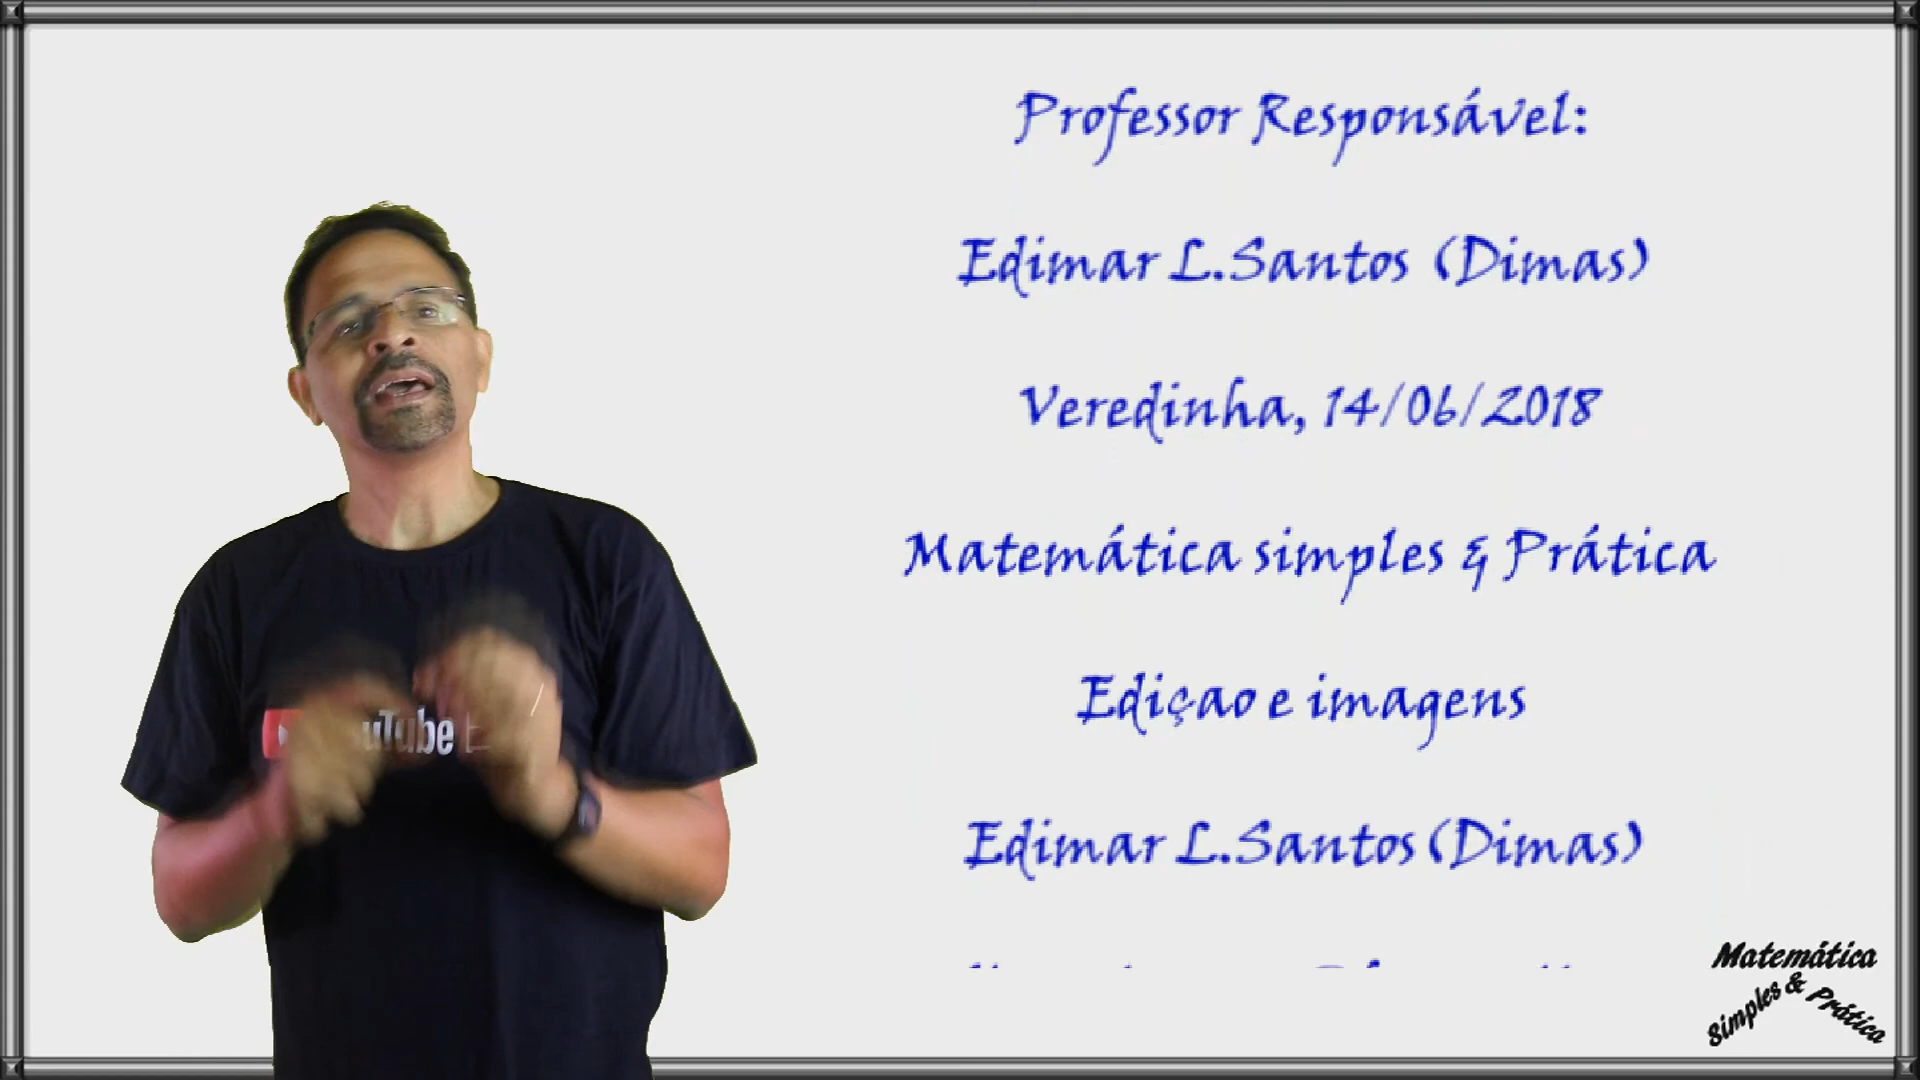 Professor Responsável:
Edimar L.Santos (Dimas)
Veredinha, 14/06/2018
Matemática simples & Prática
Ediçao e imagens
Edimar L.Santos (Dimas)
uTube
Matemática
Simples & Prática